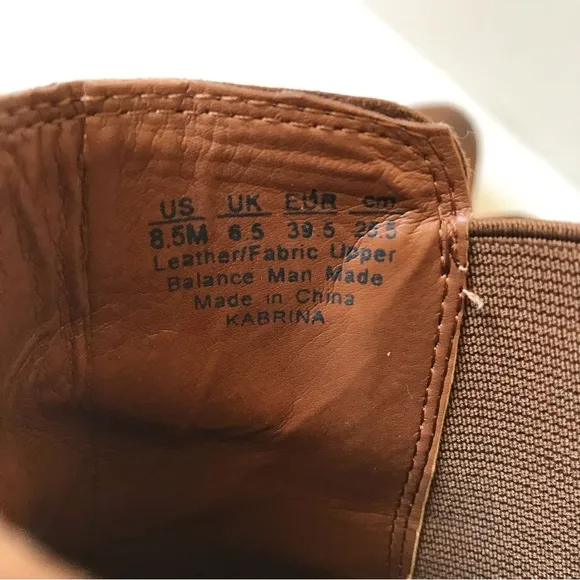 US UK EUR cm
8.5M 6.5 39.5 25.5
Leather/Fabric Upper
Balance Man Made
Made in China
KABRINA